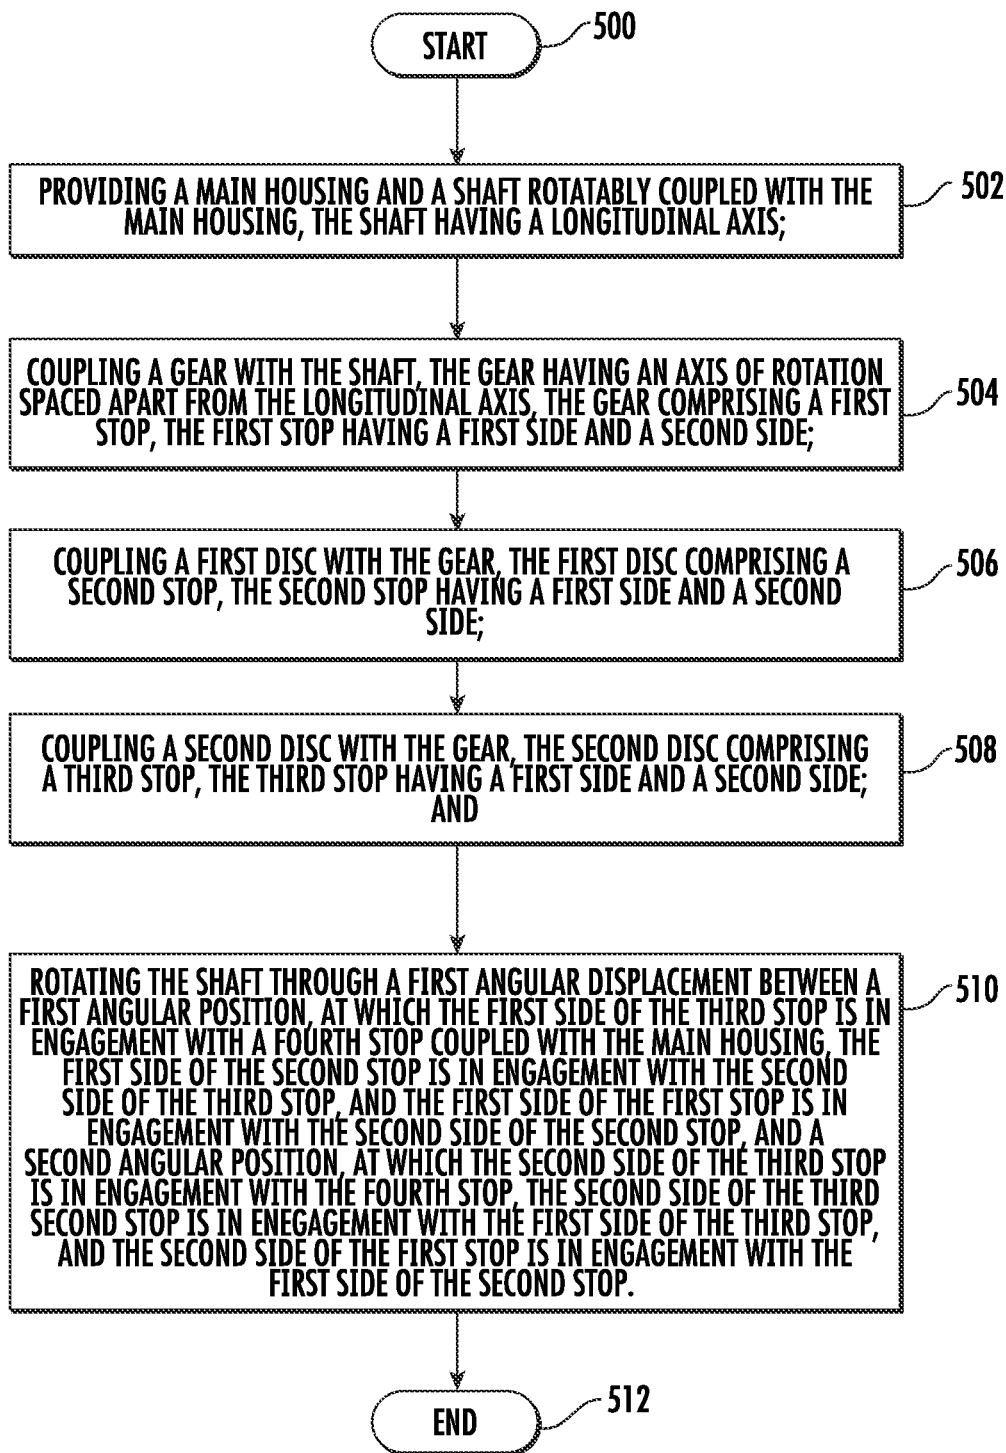 START
500
PROVIDING A MAIN HOUSING AND A SHAFT ROTATABLY COUPLED WITH THE
MAIN HOUSING, THE SHAFT HAVING A LONGITUDINAL AXIS;
502
COUPLING A GEAR WITH THE SHAFT, THE GEAR HAVING AN AXIS OF ROTATION
SPACED APART FROM THE LONGITUDINAL AXIS, THE GEAR COMPRISING A FIRST
STOP, THE FIRST STOP HAVING A FIRST SIDE AND A SECOND SIDE;
504
COUPLING A FIRST DISC WITH THE GEAR, THE FIRST DISC COMPRISING A
SECOND STOP, THE SECOND STOP HAVING A FIRST SIDE AND A SECOND
SIDE;
506
COUPLING A SECOND DISC WITH THE GEAR, THE SECOND DISC COMPRISING
A THIRD STOP, THE THIRD STOP HAVING A FIRST SIDE AND A SECOND SIDE;
AND
508
ROTATING THE SHAFT THROUGH A FIRST ANGULAR DISPLACEMENT BETWEEN A
FIRST ANGULAR POSITION, AT WHICH THE FIRST SIDE OF THE THIRD STOP IS IN
ENGAGEMENT WITH A FOURTH STOP COUPLED WITH THE MAIN HOUSING, THE
FIRST SIDE OF THE SECOND STOP IS IN ENGAGEMENT WITH THE SECOND
SIDE OF THE THIRD STOP, AND THE FIRST SIDE OF THE FIRST STOP IS IN
ENGAGEMENT WITH THE SECOND SIDE OF THE SECOND STOP, AND A
SECOND ANGULAR POSITION, AT WHICH THE SECOND SIDE OF THE THIRD STOP
IS IN ENGAGEMENT WITH THE FOURTH STOP, THE SECOND SIDE OF THE THIRD
SECOND STOP IS IN ENEGAGEMENT WITH THE FIRST SIDE OF THE THIRD STOP,
AND THE SECOND SIDE OF THE FIRST STOP IS IN ENGAGEMENT WITH THE
FIRST SIDE OF THE SECOND STOP.
510
END
512